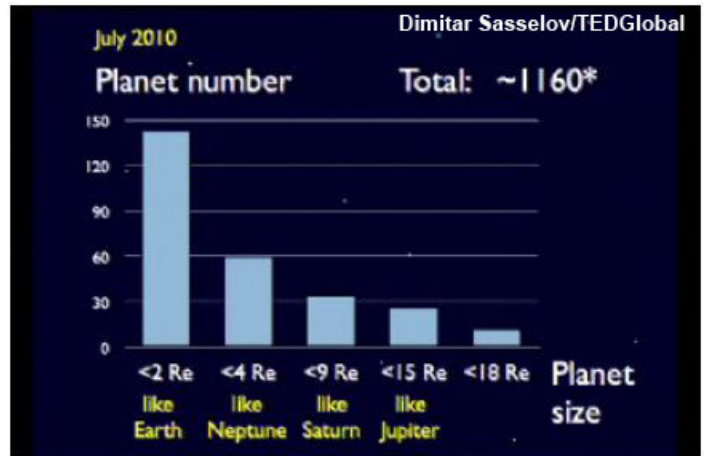 Dimitar Sasselov/TEDGlobal
July 2010
Planet number Total: ~1160*
150
120
90
60
30
0
<2 Re <4 Re <9 Re <15 Re <18 Re
like like like like
Earth Neptune Saturn Jupiter
Planet
size